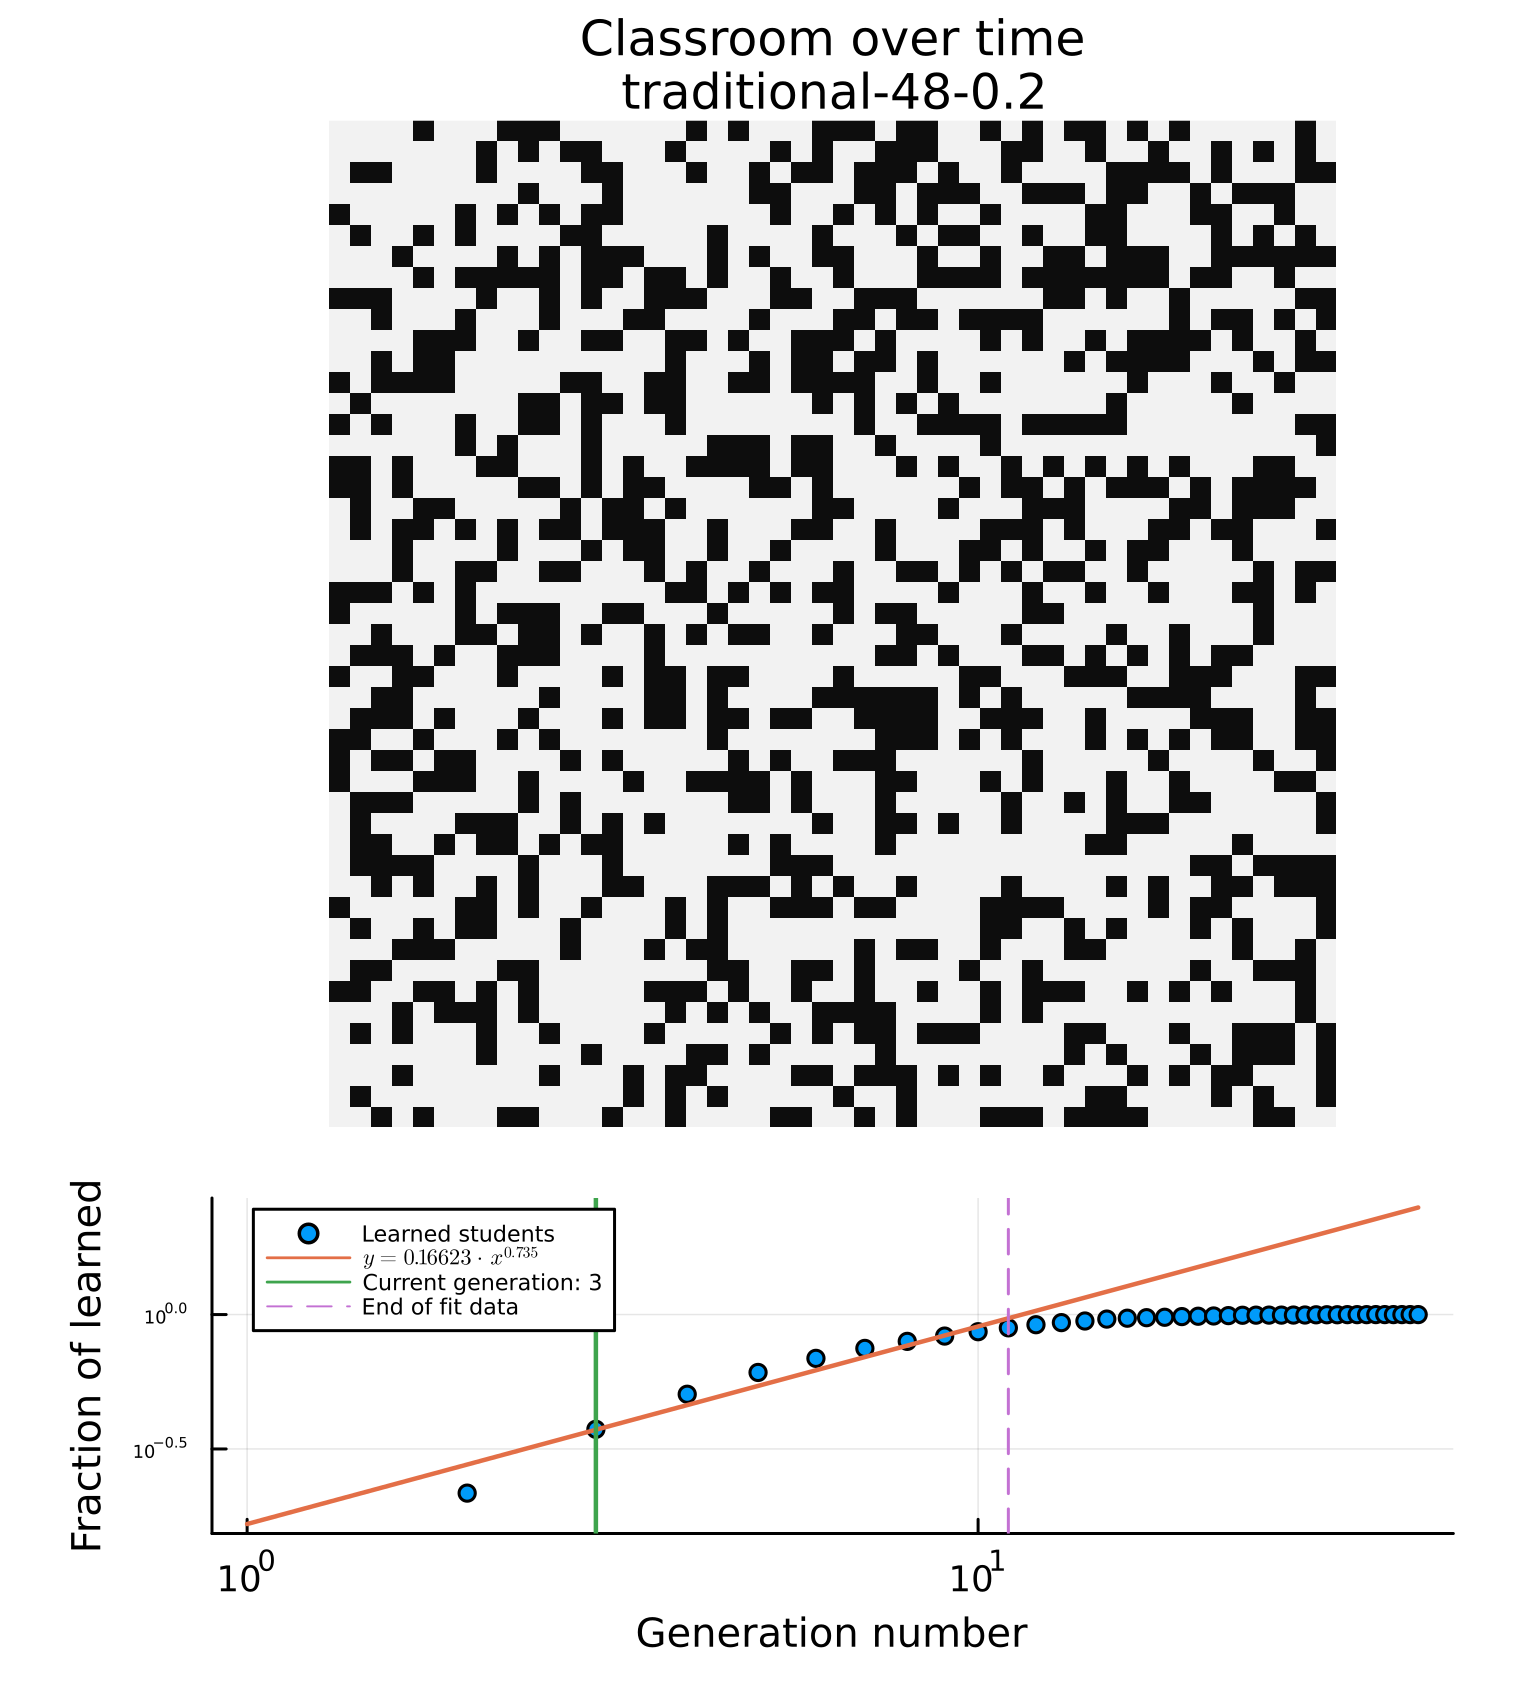 Classroom over time
traditional-48-0.2
Fraction of learned
Learned students
y = 0.16623 · x^0.735
Current generation: 3
End of fit data
10^0.0
10^−0.5
10^0
10^1
Generation number